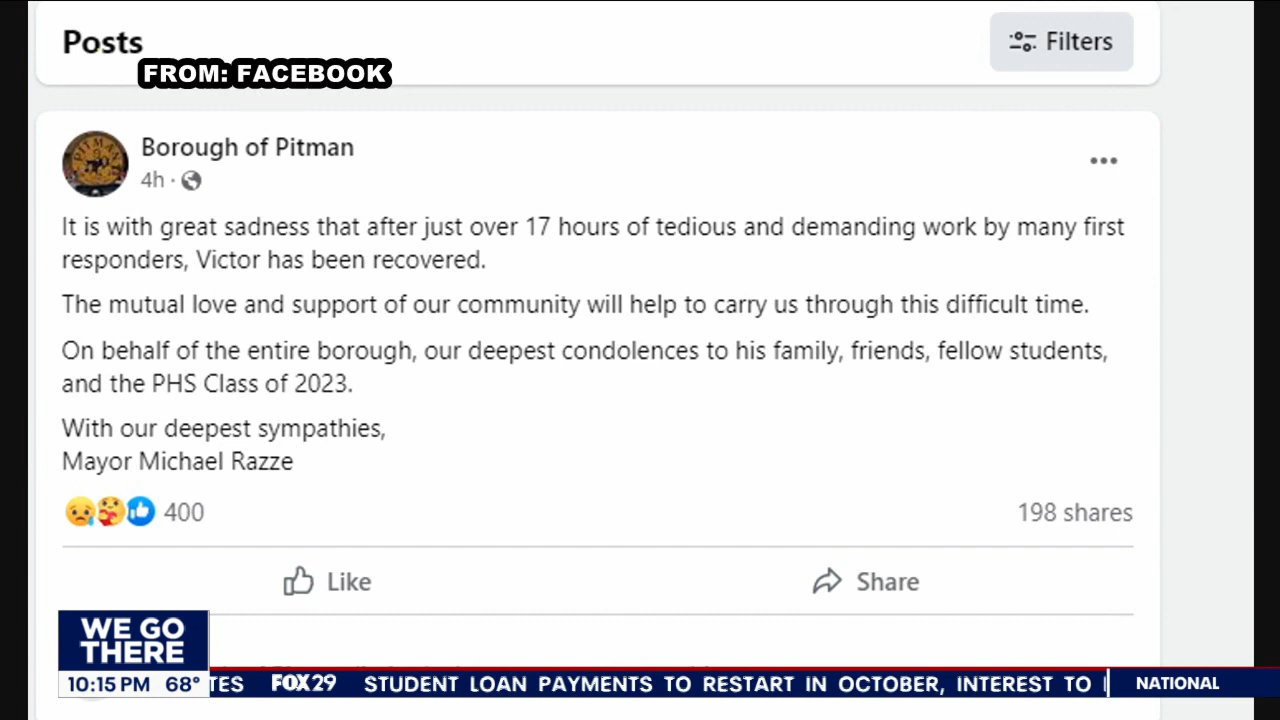 Posts
Filters
FROM: FACEBOOK
PITMAN
Borough of Pitman
4h ·
It is with great sadness that after just over 17 hours of tedious and demanding work by many first
responders, Victor has been recovered.
The mutual love and support of our community will help to carry us through this difficult time.
On behalf of the entire borough, our deepest condolences to his family, friends, fellow students,
and the PHS Class of 2023.
With our deepest sympathies,
Mayor Michael Razze
400
198 shares
Like
Share
WE GO
THERE
10:15 PM 68° TES FOX29 STUDENT LOAN PAYMENTS TO RESTART IN OCTOBER, INTEREST TO NATIONAL